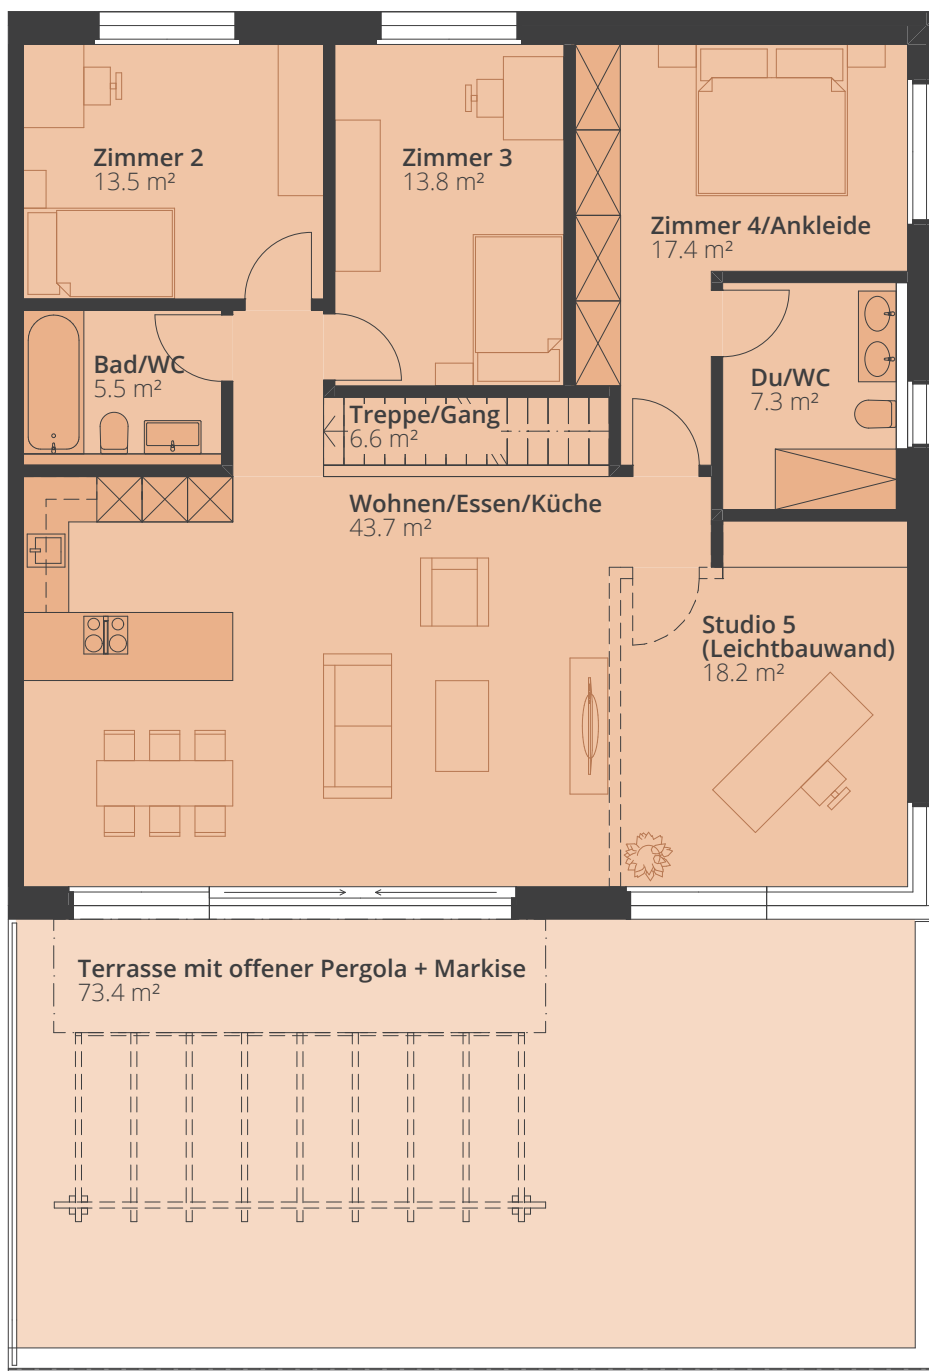 Zimmer 2
13.5 m²
Zimmer 3
13.8 m²
Zimmer 4/Ankleide
17.4 m²
Bad/WC
5.5 m²
Du/WC
7.3 m²
Treppe/Gang
6.6 m²
Wohnen/Essen/Küche
43.7 m²
Studio 5
(Leichtbauwand)
18.2 m²
Terrasse mit offener Pergola + Markise
73.4 m²